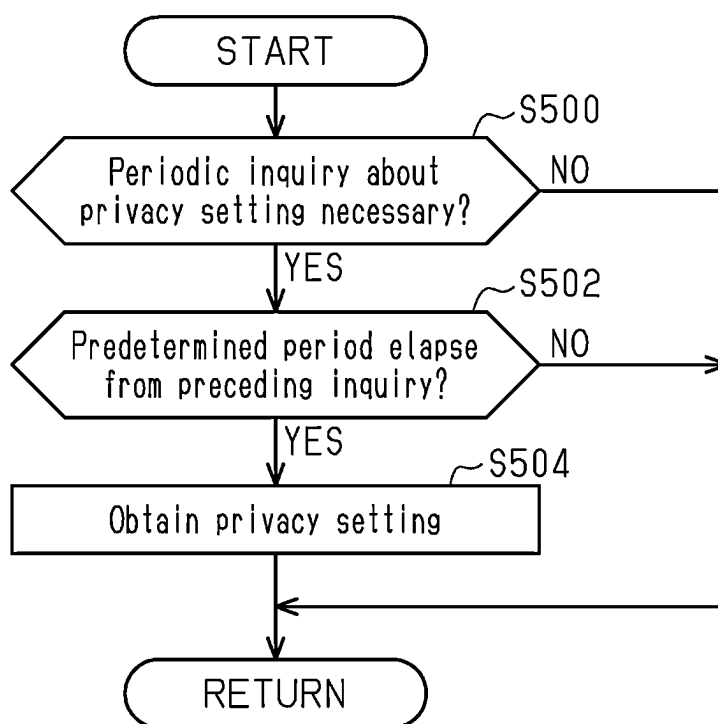 START
S500
Periodic inquiry about
privacy setting necessary?
NO
YES
S502
Predetermined period elapse
from preceding inquiry?
NO
YES
S504
Obtain privacy setting
RETURN